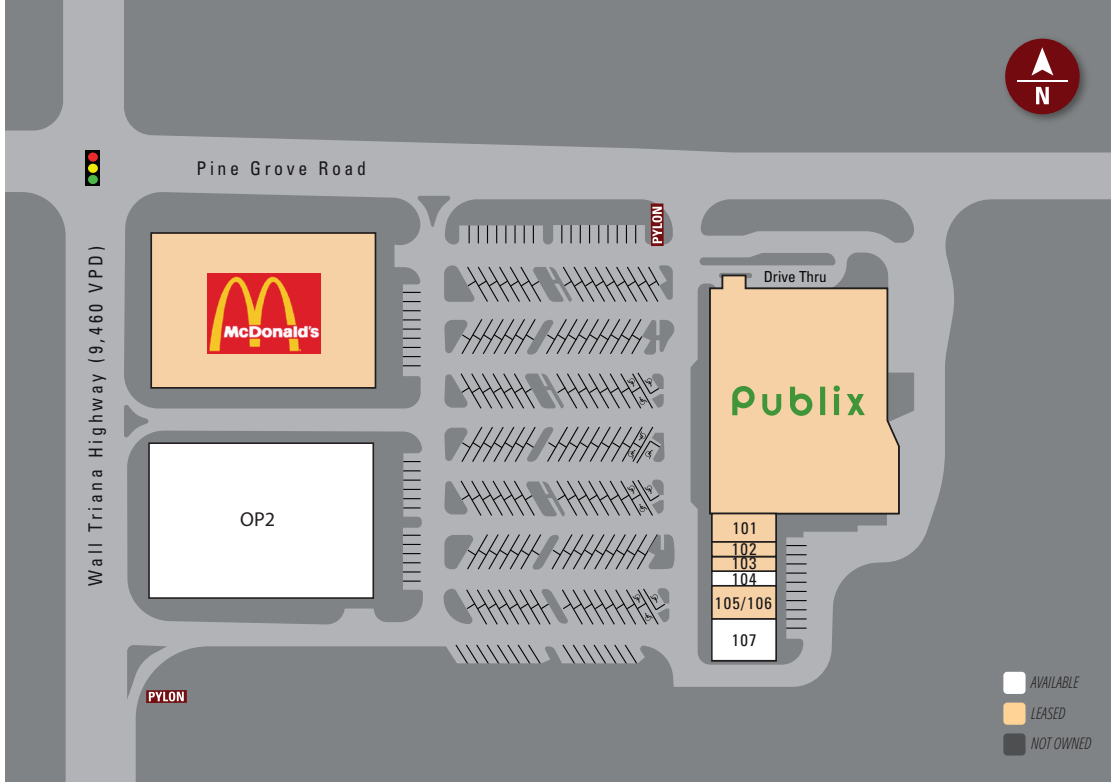 N
Pine Grove Road
PYLON
Wall Triana Highway (9,460 VPD)
McDonald's
Drive Thru
Publix
OP2
101
102
103
104
105/106
107
PYLON
AVAILABLE
LEASED
NOT OWNED